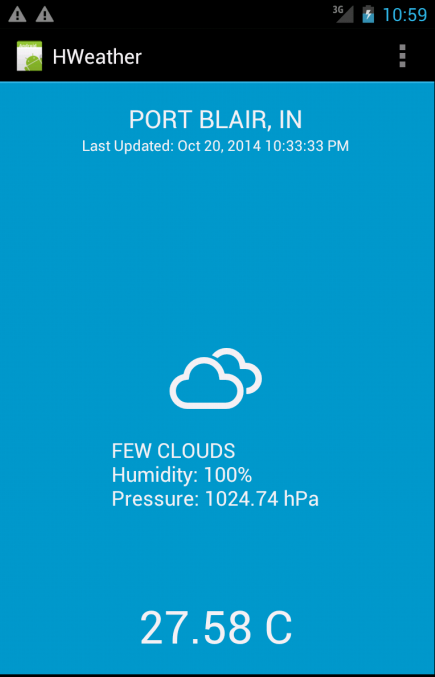 3G 10:59
HWeather
PORT BLAIR, IN
Last Updated: Oct 20, 2014 10:33:33 PM
FEW CLOUDS
Humidity: 100%
Pressure: 1024.74 hPa
27.58 C